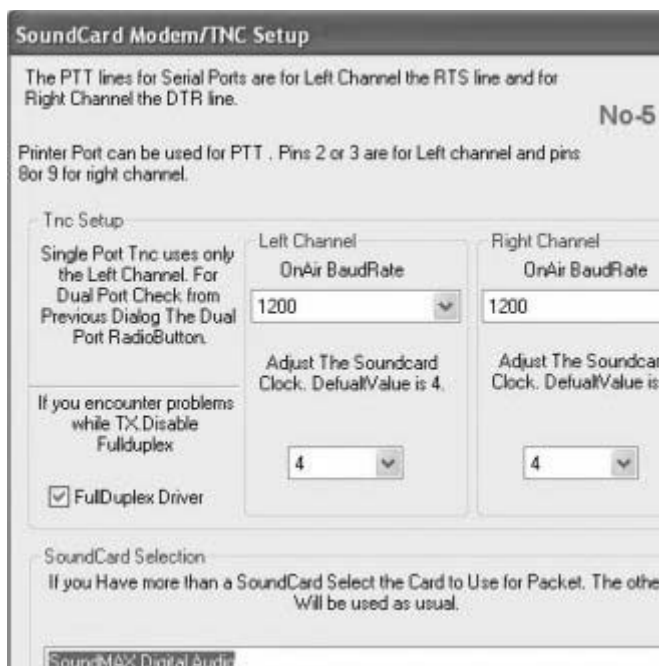 SoundCard Modem/TNC Setup
The PTT lines for Serial Ports are for Left Channel the RTS line and for
Right Channel the DTR line.
No-5
Printer Port can be used for PTT . Pins 2 or 3 are for Left channel and pins
8or 9 for right channel.
Tnc Setup
Single Port Tnc uses only
the Left Channel. For
Dual Port Check from
Previous Dialog The Dual
Port RadioButton.
If you encounter problems
while TX.Disable
Fullduplex
FullDuplex Driver
Left Channel
OnAir BaudRate
1200
Adjust The Soundcard
Clock. DefualtValue is 4.
4
Right Channel
OnAir BaudRate
1200
Adjust The Soundcar
Clock. DefualtValue is
4
SoundCard Selection
If you Have more than a SoundCard Select the Card to Use for Packet. The othe
Will be used as usual.
SoundMAX Digital Audio